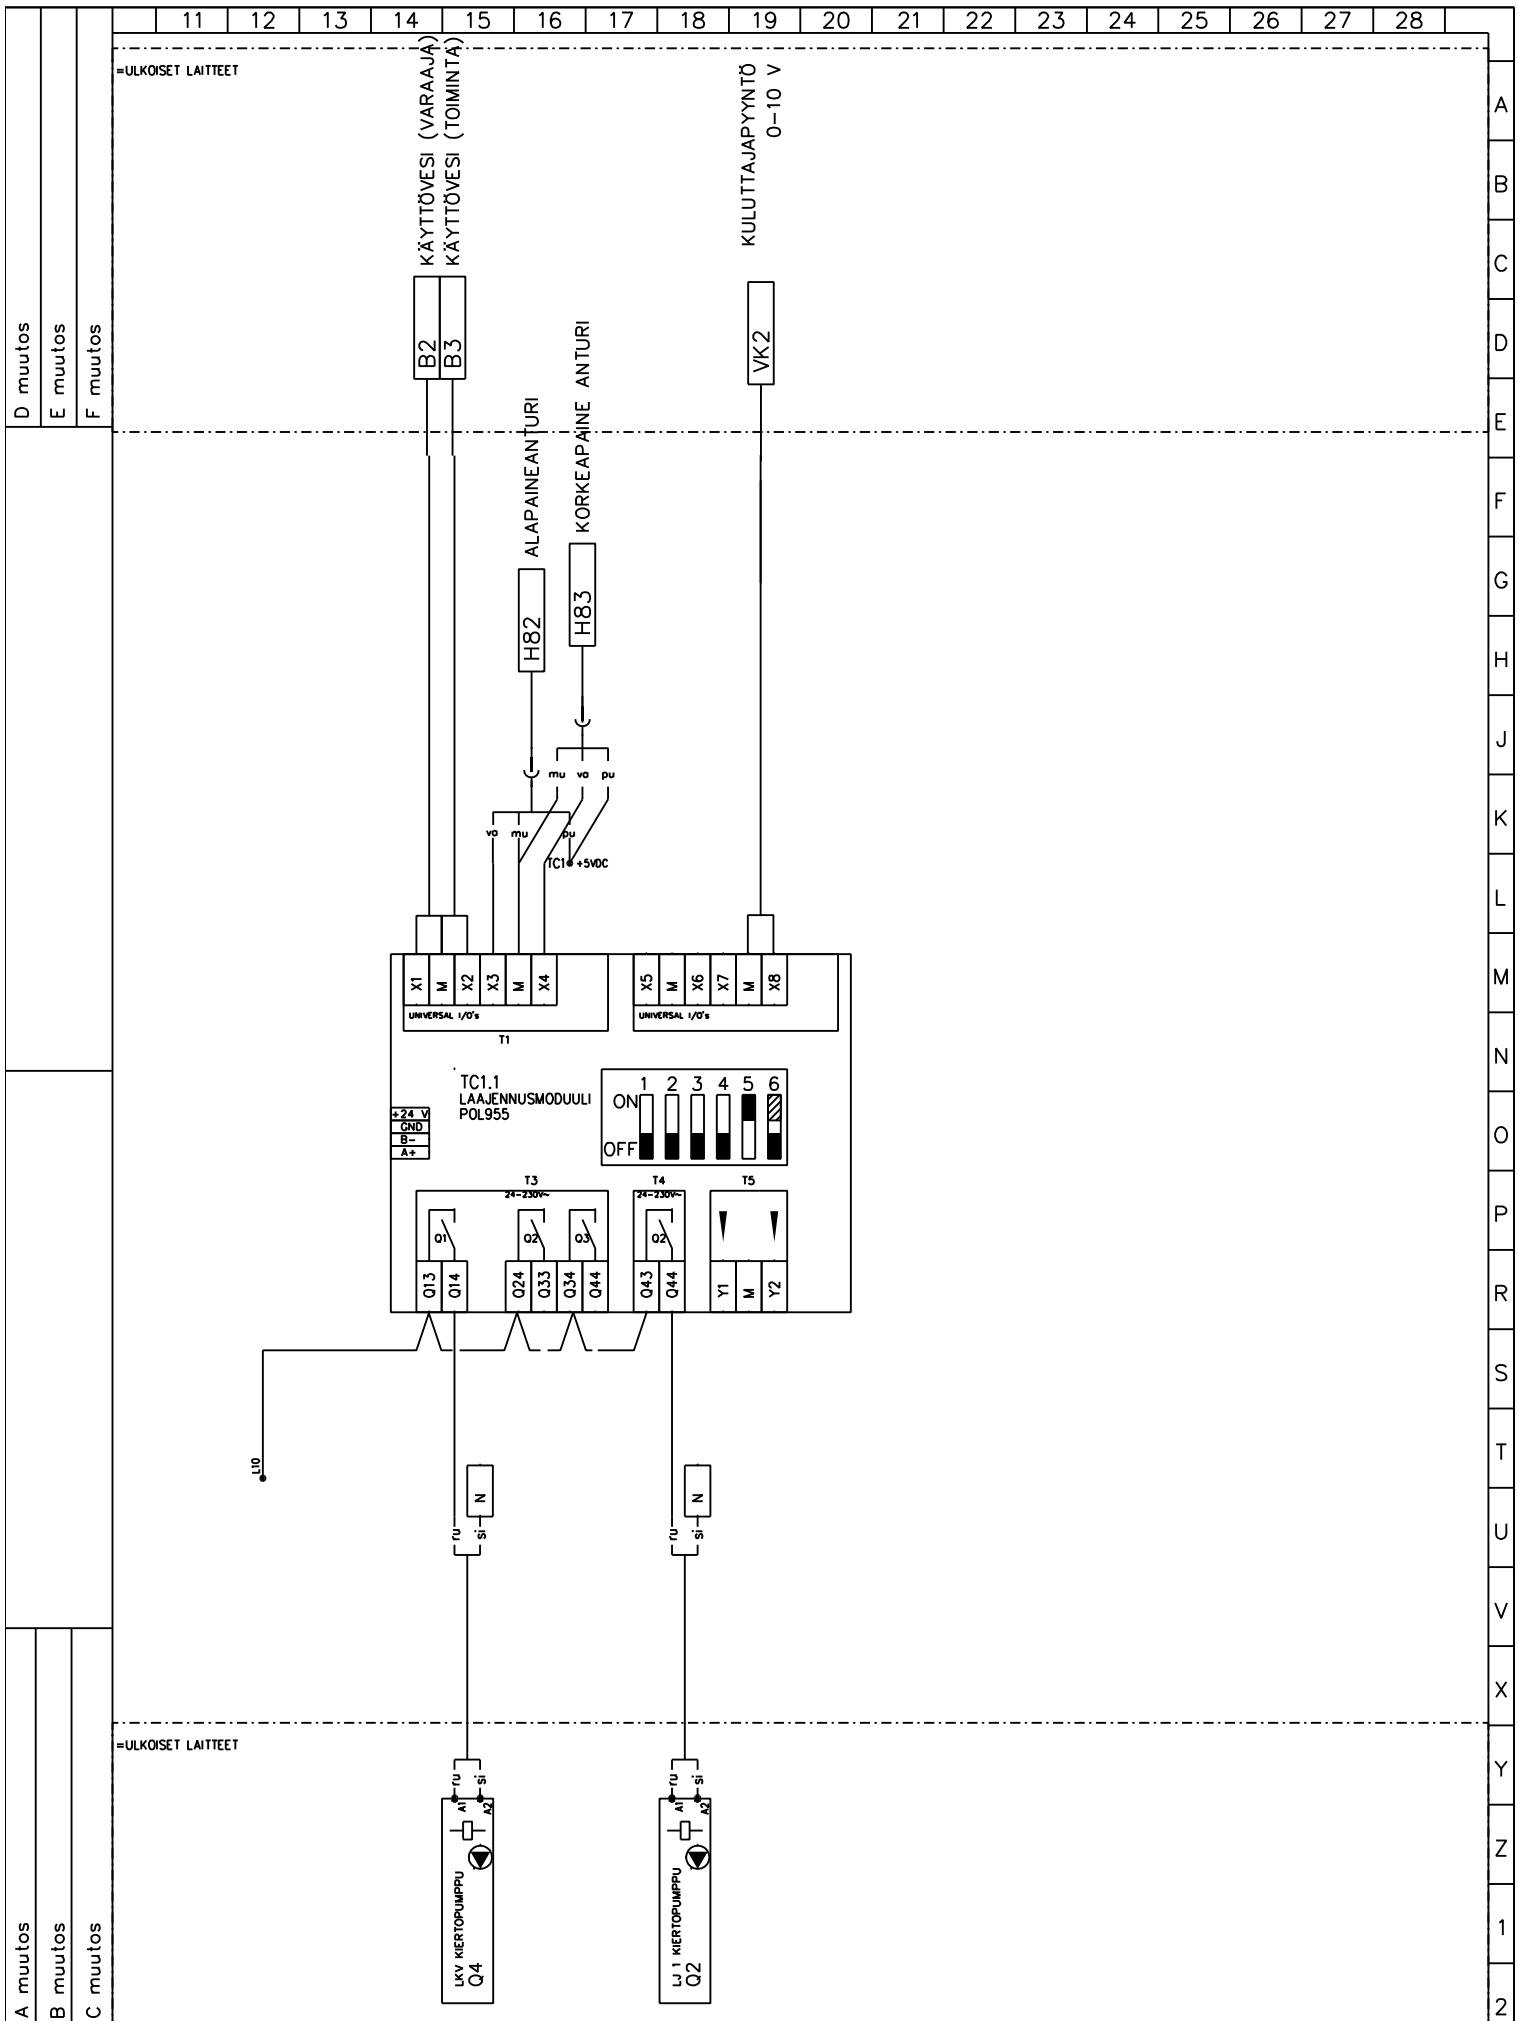 11 12 13 14 15 16 17 18 19 20 21 22 23 24 25 26 27 28
=ULKOISET LAITTEET
KÄYTTÖVESI (VARAAJA)
KÄYTTÖVESI (TOIMINTA)
KULUTTAJAPYYNTÖ
0-10 V
A
B
C
D
E
F
G
H
J
K
L
M
N
O
P
R
S
T
U
V
X
Y
Z
1
2
D muutos
E muutos
F muutos
B2
B3
VK2
ALAPAINEANTURI
KORKEAPAINE ANTURI
H82
H83
mu va pu
va mu pu
TC1 +5VDC
X1 M X2 X3 M X4
X5 M X6 X7 M X8
UNIVERSAL I/O's
UNIVERSAL I/O's
T1
TC1.1
LAAJENNUSMODUULI
POL955
1 2 3 4 5 6
ON
OFF
+24 V
GND
B-
A+
T3
24-230V~
T4
24-230V~
T5
Q1 Q2 Q3 Q2
Q13 Q14 Q24 Q33 Q34 Q44 Q43 Q44 Y1 M Y2
L10
N
N
ru si
ru si
=ULKOISET LAITTEET
ru si
ru si
A1 A2
A1 A2
LKV KIERTOPUMPPU
Q4
LJ 1 KIERTOPUMPPU
Q2
A muutos
B muutos
C muutos